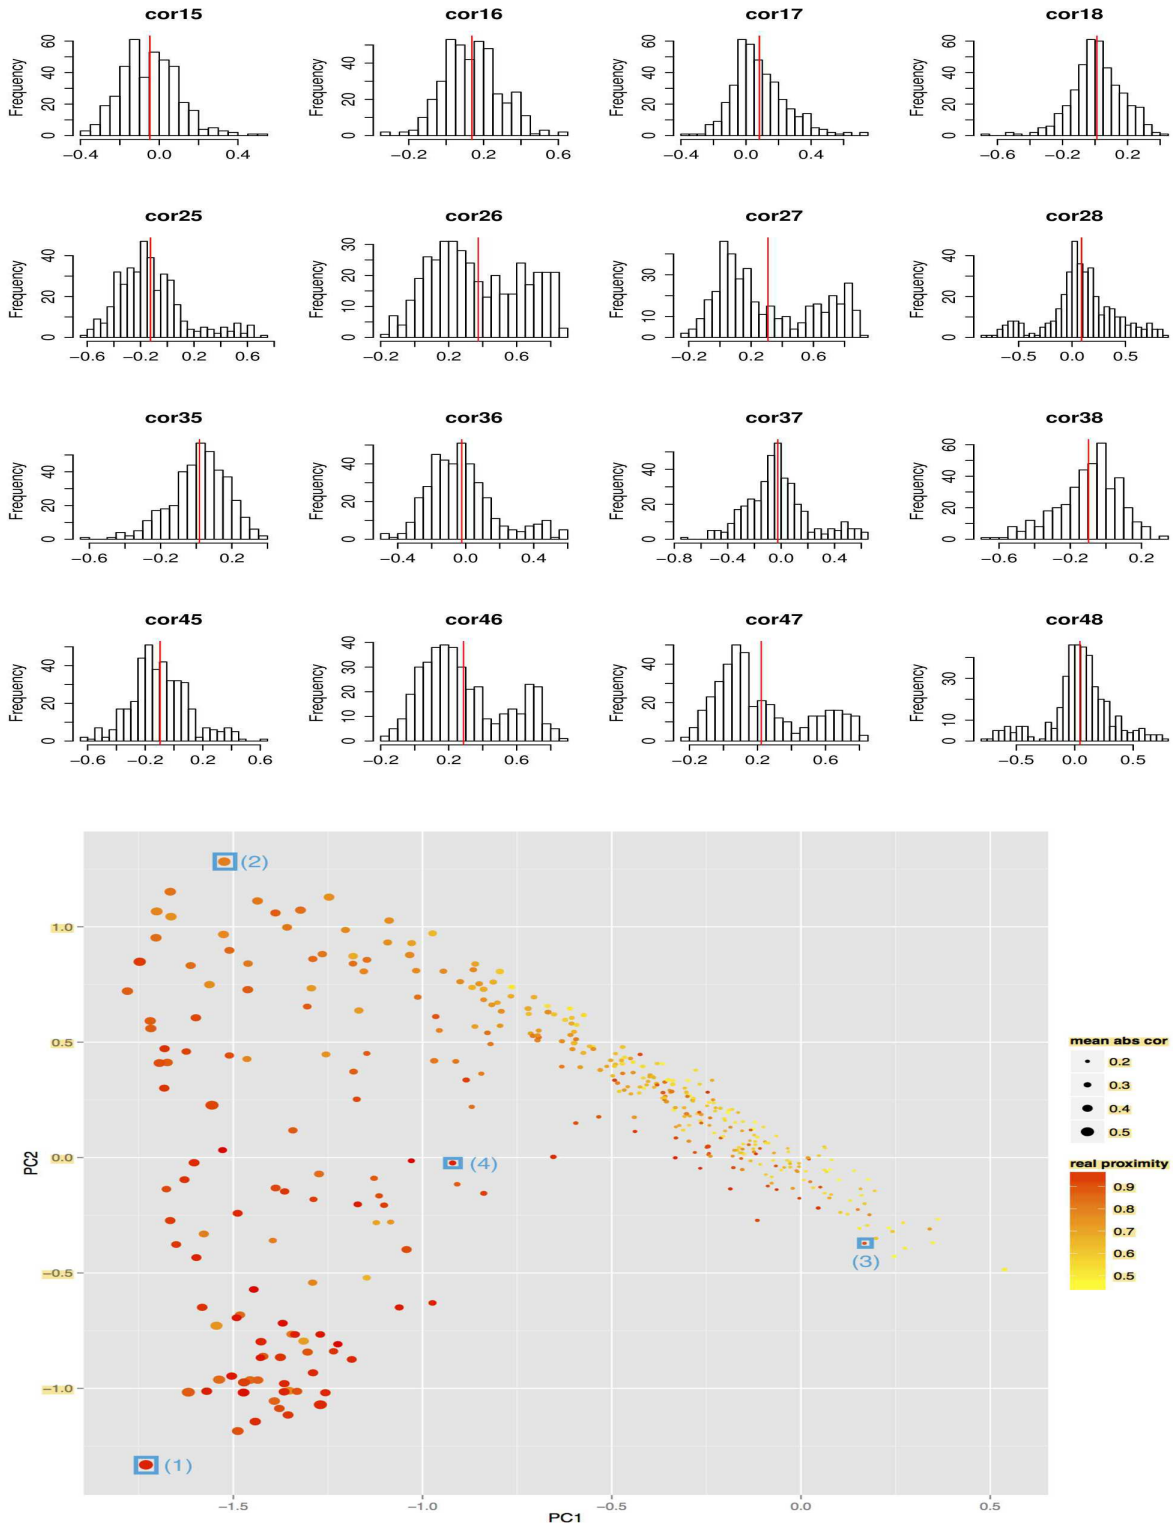 cor15 cor16 cor17 cor18
Frequency Frequency Frequency Frequency
0 20 40 60 0 20 40 0 20 40 60 0 20 40 60
−0.4 0.0 0.4 −0.2 0.2 0.6 −0.4 0.0 0.4 −0.6 −0.2 0.2
cor25 cor26 cor27 cor28
Frequency Frequency Frequency Frequency
0 20 40 0 10 20 30 0 10 30 0 20 40
−0.6 −0.2 0.2 0.6 −0.2 0.2 0.6 −0.2 0.2 0.6 −0.5 0.0 0.5
cor35 cor36 cor37 cor38
Frequency Frequency Frequency Frequency
0 20 40 0 20 40 0 20 40 0 20 40 60
−0.6 −0.2 0.2 −0.4 0.0 0.4 −0.8 −0.4 0.0 0.4 −0.6 −0.2 0.2
cor45 cor46 cor47 cor48
Frequency Frequency Frequency Frequency
0 20 40 0 10 20 30 40 0 20 40 0 10 30
−0.6 −0.2 0.2 0.6 −0.2 0.2 0.6 −0.2 0.2 0.6 −0.5 0.0 0.5
(2)
1.0
0.5
PC2
0.0
(4)
(3)
−0.5
−1.0
(1)
−1.5 −1.0 −0.5 0.0 0.5
PC1
mean abs cor
0.2
0.3
0.4
0.5
real proximity
0.9
0.8
0.7
0.6
0.5